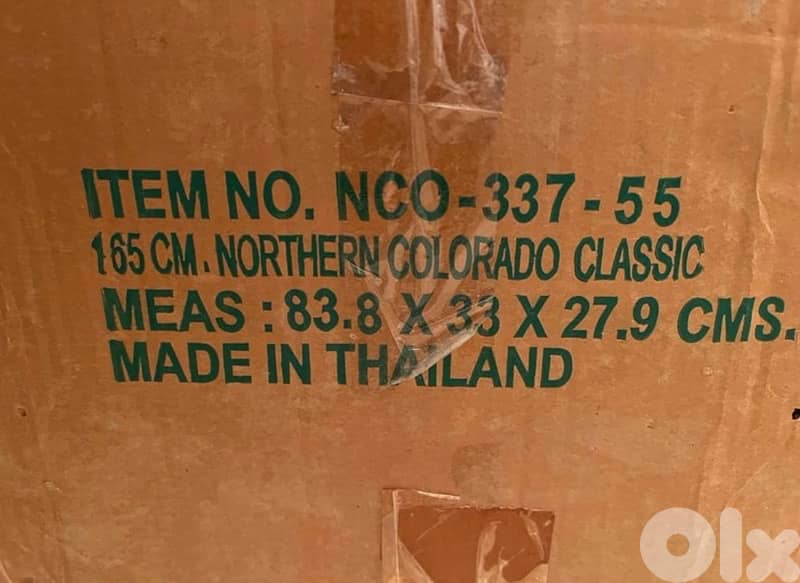 ITEM NO. NCO-337-55
165 CM. NORTHERN COLORADO CLASSIC
MEAS : 83.8 X 33 X 27.9 CMS.
MADE IN THAILAND
Olx